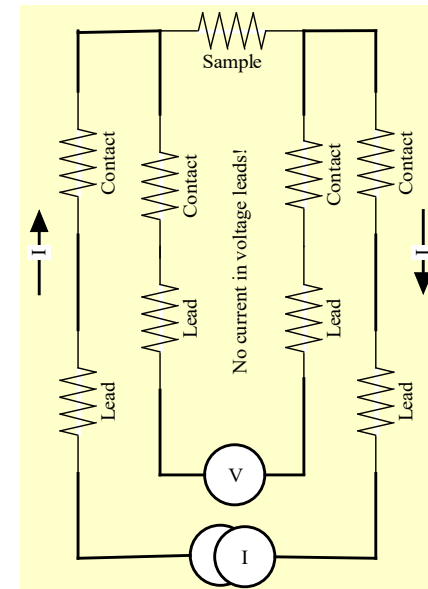 Sample
Contact
Contact
Contact
Contact
No current in voltage leads!
I
I
Lead
Lead
Lead
Lead
V
I